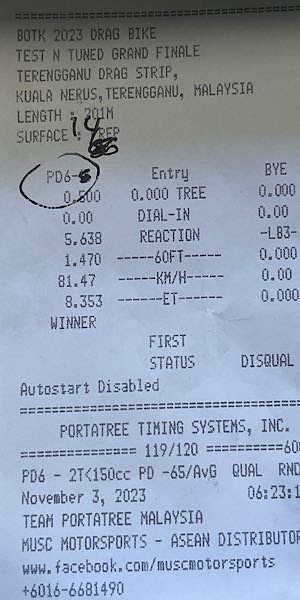 BOTK 2023 DRAG BIKE
TEST N TUNED GRAND FINALE
TERENGGANU DRAG STRIP,
KUALA NERUS,TERENGGANU, MALAYSIA
LENGTH : 201M
SURFACE :
14
PD6- Entry BYE
0.500 0.000 TREE 0.000
0.00 DIAL-IN 0.00
5.638 REACTION -LB3-
1.470 -----60FT----- 0.000
81.47 -----KM/H----- 0.00
8.353 ------ET------ 0.000
WINNER
FIRST
STATUS DISQUAL
Autostart Disabled
================================
PORTATREE TIMING SYSTEMS, INC.
============== 119/120 ==========60
PD6 - 2T<150cc PD -65/AvG QUAL RND
November 3, 2023 06:23:1
TEAM PORTATREE MALAYSIA
MUSC MOTORSPORTS - ASEAN DISTRIBUTOR
www.facebook.com/muscmotorsports
+6016-6681490